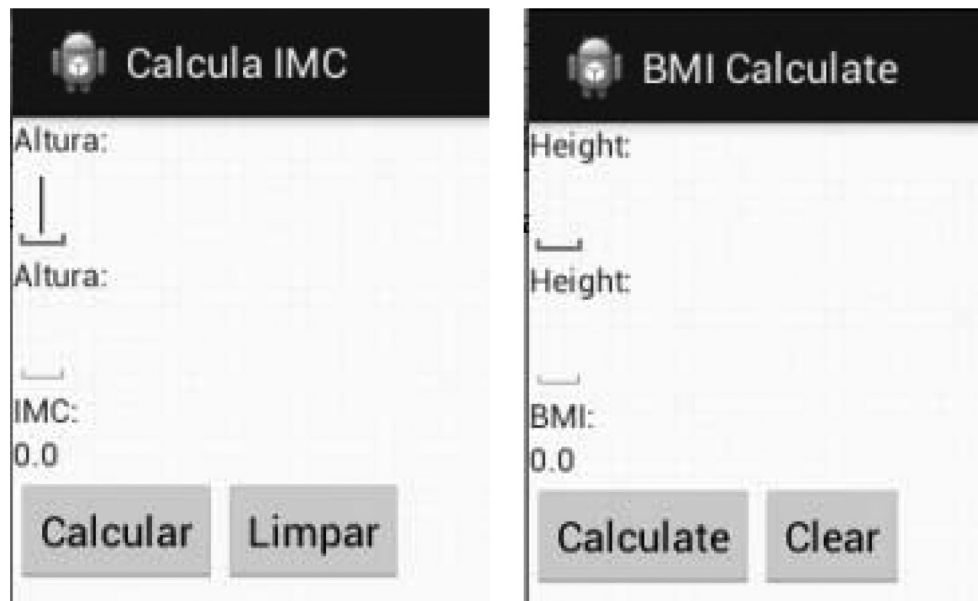 Calcula IMC
Altura:
Altura:
IMC:
0.0
Calcular Limpar
BMI Calculate
Height:
Height:
BMI:
0.0
Calculate Clear